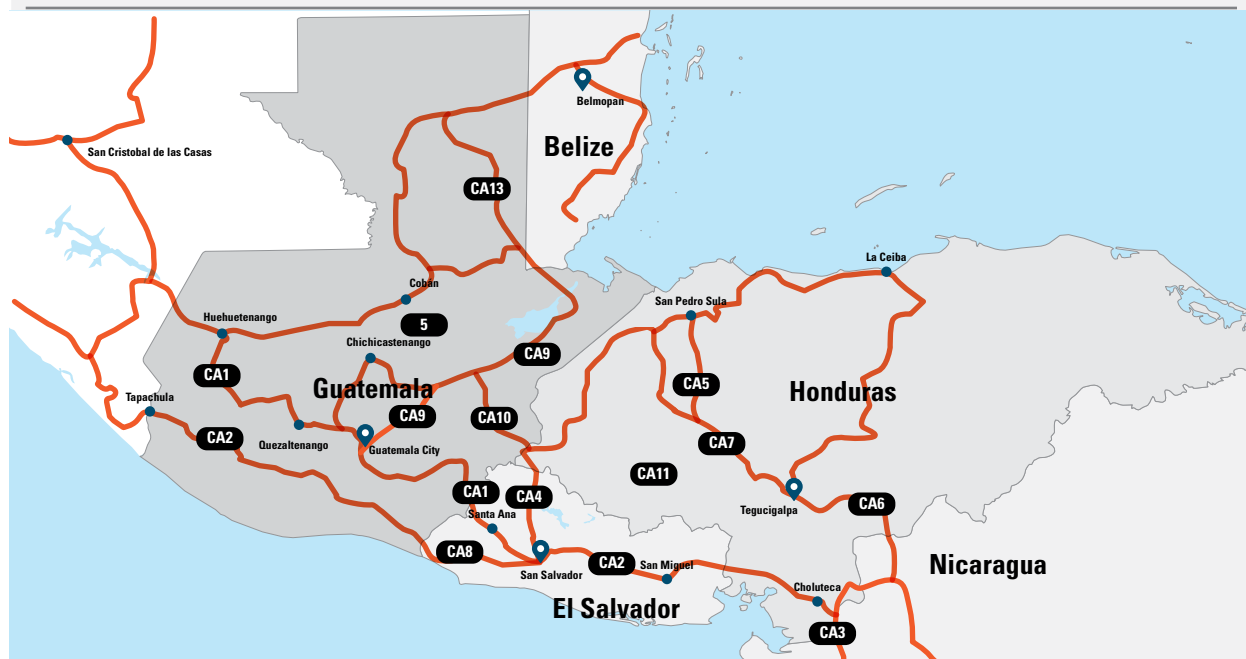 Belmopan
Belize
San Cristobal de las Casas
CA13
La Ceiba
Cobán
San Pedro Sula
Huehuetenango
5
Chichicastenango
CA9
CA1
Guatemala
CA5
Honduras
Tapachula
CA9
CA10
CA2
Quezaltenango
Guatemala City
CA7
CA11
CA1
CA4
Tegucigalpa
CA6
Santa Ana
CA8
San Salvador
CA2
San Miguel
Nicaragua
Choluteca
El Salvador
CA3